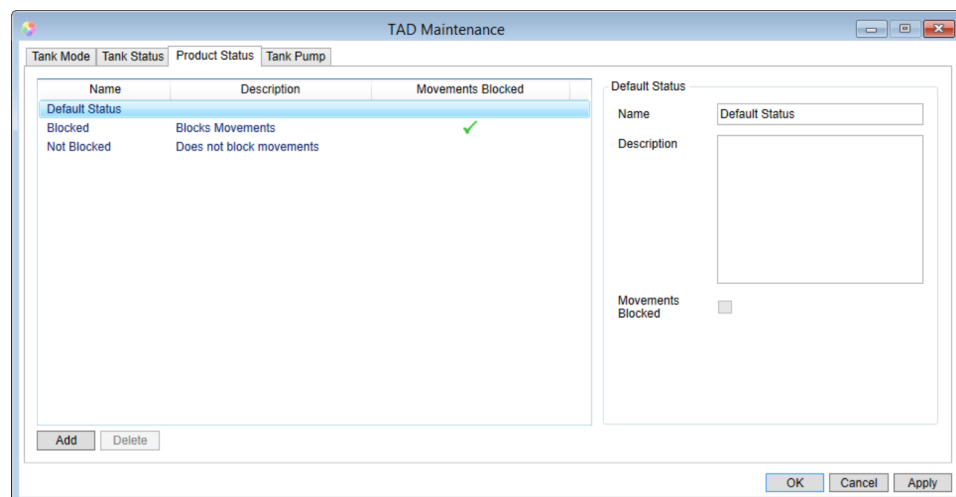 TAD Maintenance
Tank Mode Tank Status Product Status Tank Pump
Name Description Movements Blocked
Default Status
Blocked Blocks Movements
Not Blocked Does not block movements
Add Delete
Default Status
Name Default Status
Description
Movements
Blocked
OK Cancel Apply